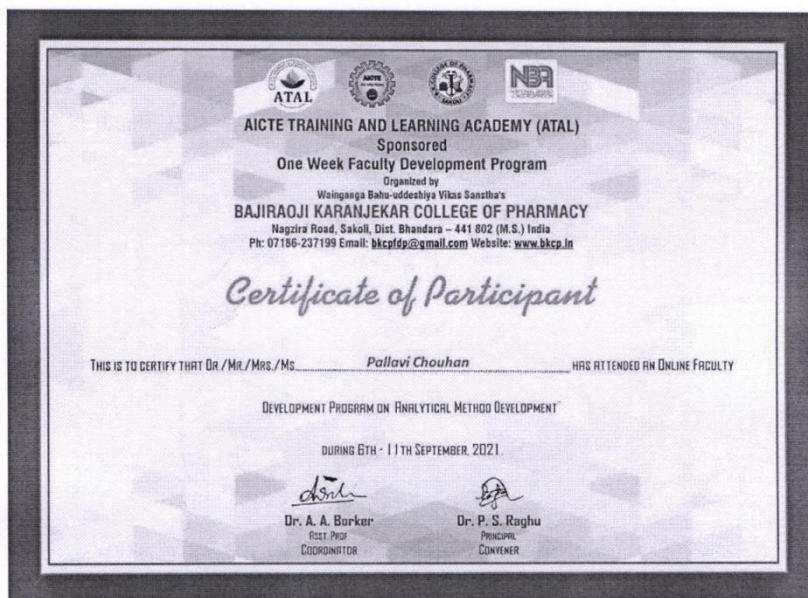 ATAL
AICTE
NBA
AICTE TRAINING AND LEARNING ACADEMY (ATAL)
Sponsored
One Week Faculty Development Program
Organized by
Wainganga Bahu-uddeshiya Vikas Sanstha's
BAJIRAOJI KARANJEKAR COLLEGE OF PHARMACY
Nagzira Road, Sakoli, Dist. Bhandara – 441 802 (M.S.) India
Ph: 07186-237199 Email: bkcpfdp@gmail.com Website: www.bkcp.in
Certificate of Participant
THIS IS TO CERTIFY THAT DR./MR./MRS./MS. Pallavi Chouhan HAS ATTENDED AN ONLINE FACULTY
DEVELOPMENT PROGRAM ON ANALYTICAL METHOD DEVELOPMENT"
DURING 6TH - 11TH SEPTEMBER, 2021.
Dr. A. A. Borkar Dr. P. S. Raghu
ASST. PROF PRINCIPAL
COORDINATOR CONVENER